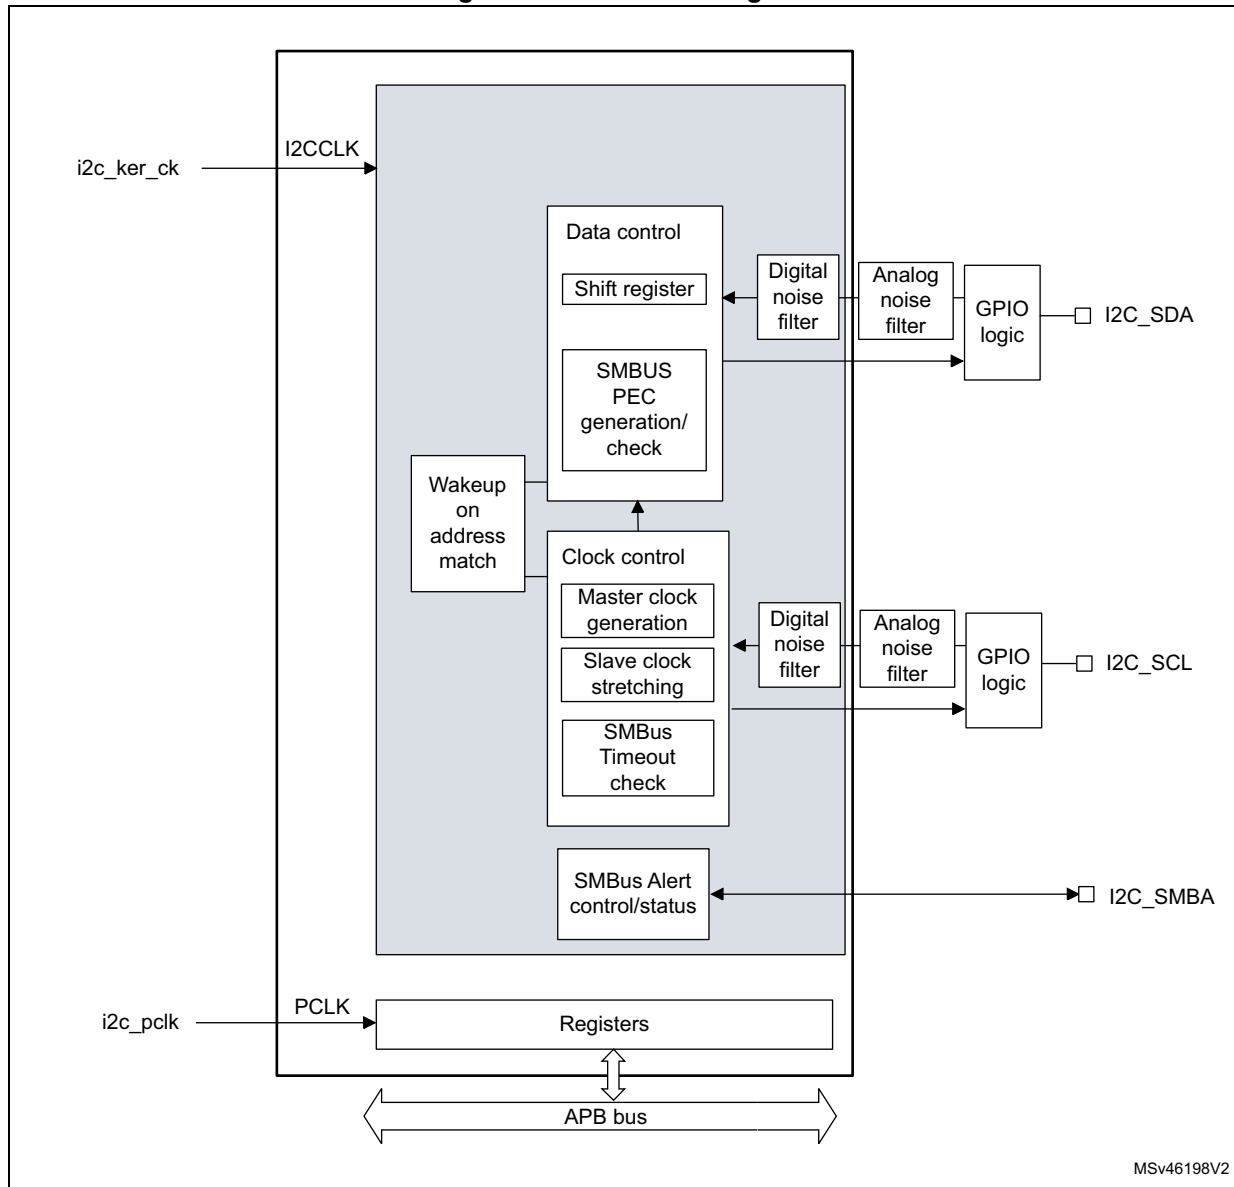 I2CCLK
i2c_ker_ck
Data control
Shift register
SMBUS
PEC
generation/
check
Digital
noise
filter
Analog
noise
filter
GPIO
logic
I2C_SDA
Wakeup
on
address
match
Clock control
Master clock
generation
Slave clock
stretching
SMBus
Timeout
check
Digital
noise
filter
Analog
noise
filter
GPIO
logic
I2C_SCL
SMBus Alert
control/status
I2C_SMBA
PCLK
i2c_pclk
Registers
APB bus
MSv46198V2